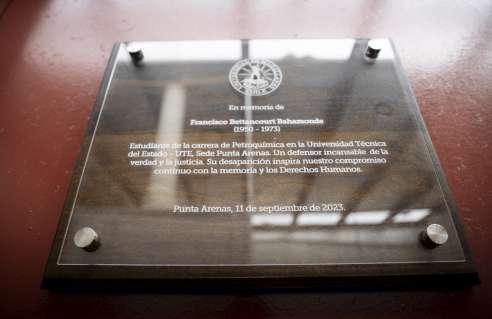 En memoria de
Francisco Bettancourt Bahamonde
(1950 - 1973)
Estudiante de la carrera de Petroquímica en la Universidad Técnica
del Estado - UTE, Sede Punta Arenas. Un defensor incansable de la
verdad y la justicia. Su desaparición inspira nuestro compromiso
continuo con la memoria y los Derechos Humanos.
Punta Arenas, 11 de septiembre de 2023.